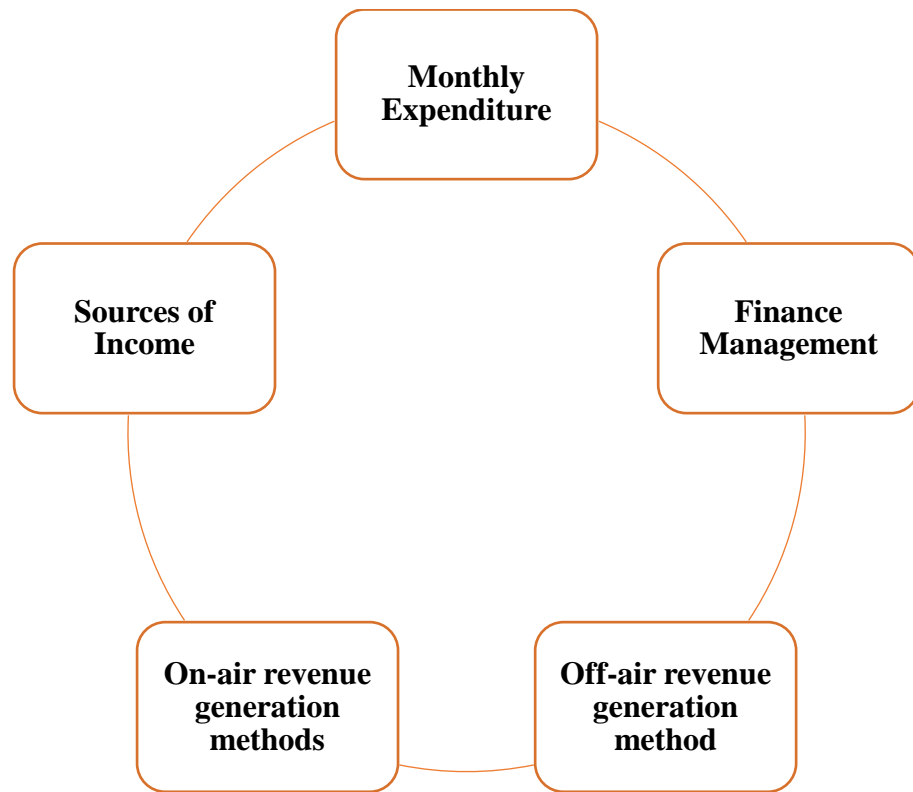 Monthly
Expenditure
Finance
Management
Off-air revenue
generation
method
On-air revenue
generation
methods
Sources of
Income